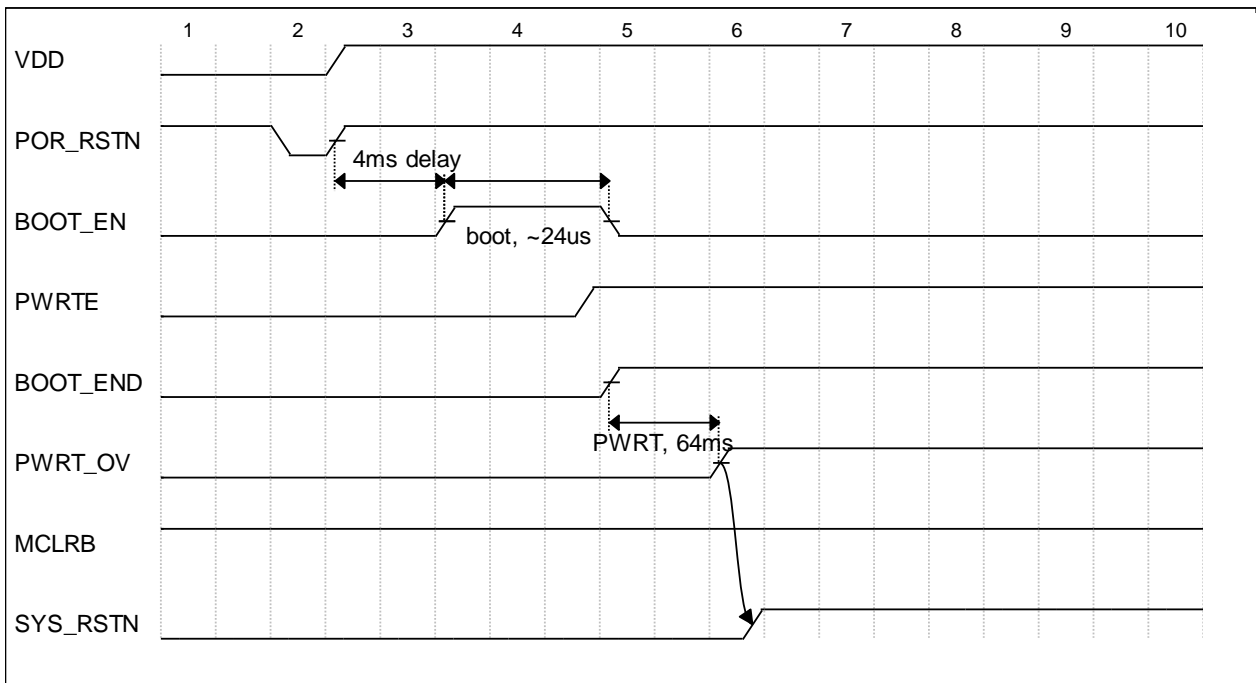 1 2 3 4 5 6 7 8 9 10
VDD
POR_RSTN
4ms delay
BOOT_EN
boot, ~24us
PWRTE
BOOT_END
PWRT, 64ms
PWRT_OV
MCLRB
SYS_RSTN